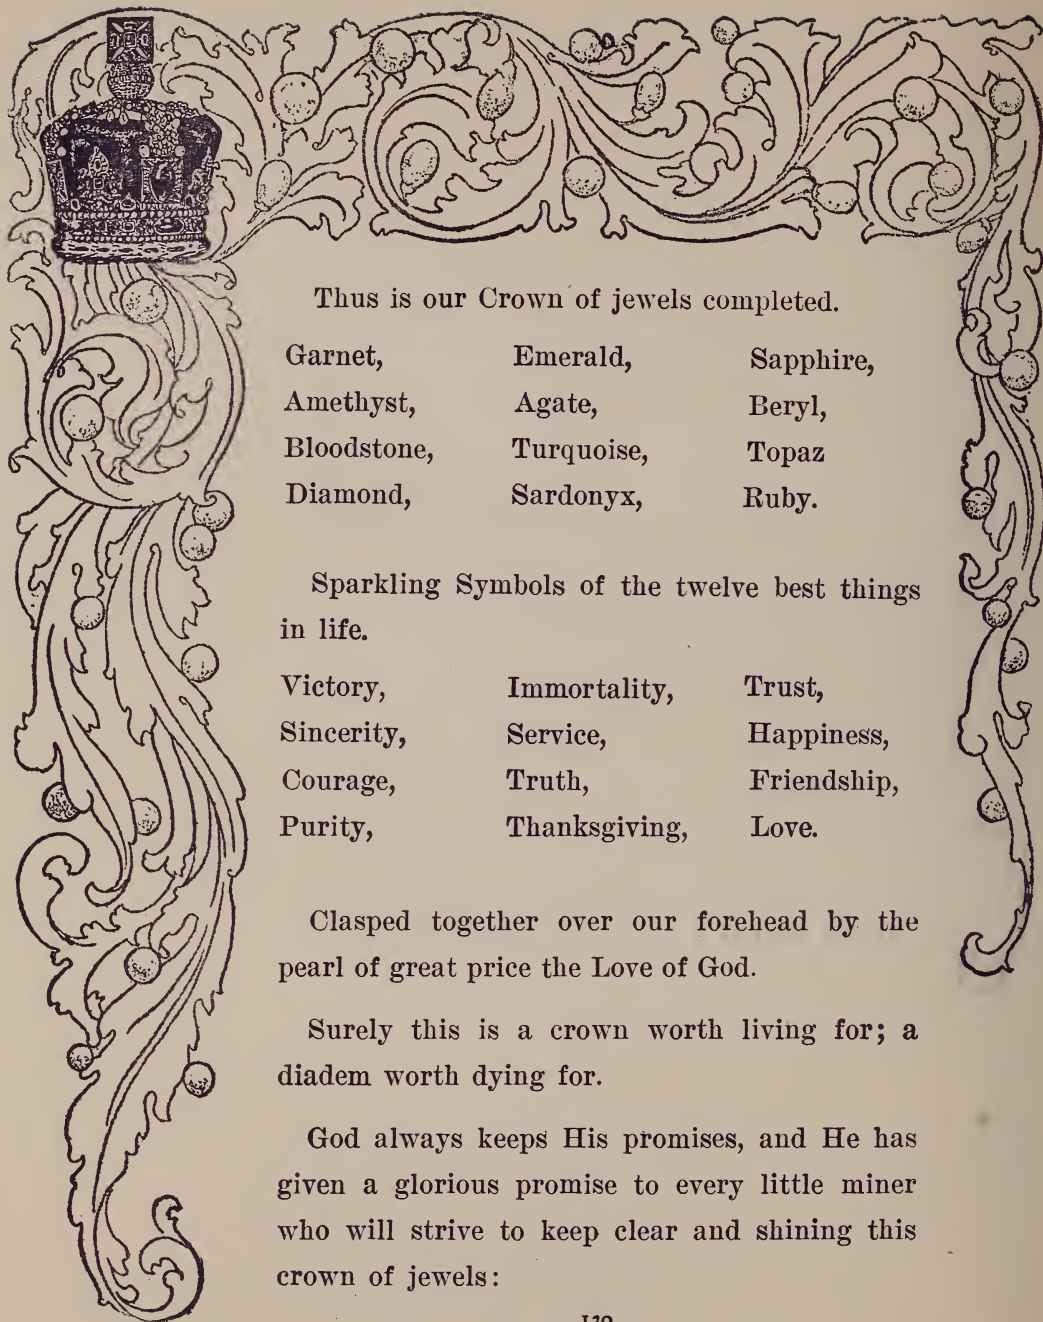 Thus is our Crown of jewels completed.
Garnet, Emerald, Sapphire,
Amethyst, Agate, Beryl,
Bloodstone, Turquoise, Topaz
Diamond, Sardonyx, Ruby.
Sparkling Symbols of the twelve best things
in life.
Victory, Immortality, Trust,
Sincerity, Service, Happiness,
Courage, Truth, Friendship,
Purity, Thanksgiving, Love.
Clasped together over our forehead by the
pearl of great price the Love of God.
Surely this is a crown worth living for; a
diadem worth dying for.
God always keeps His promises, and He has
given a glorious promise to every little miner
who will strive to keep clear and shining this
crown of jewels: